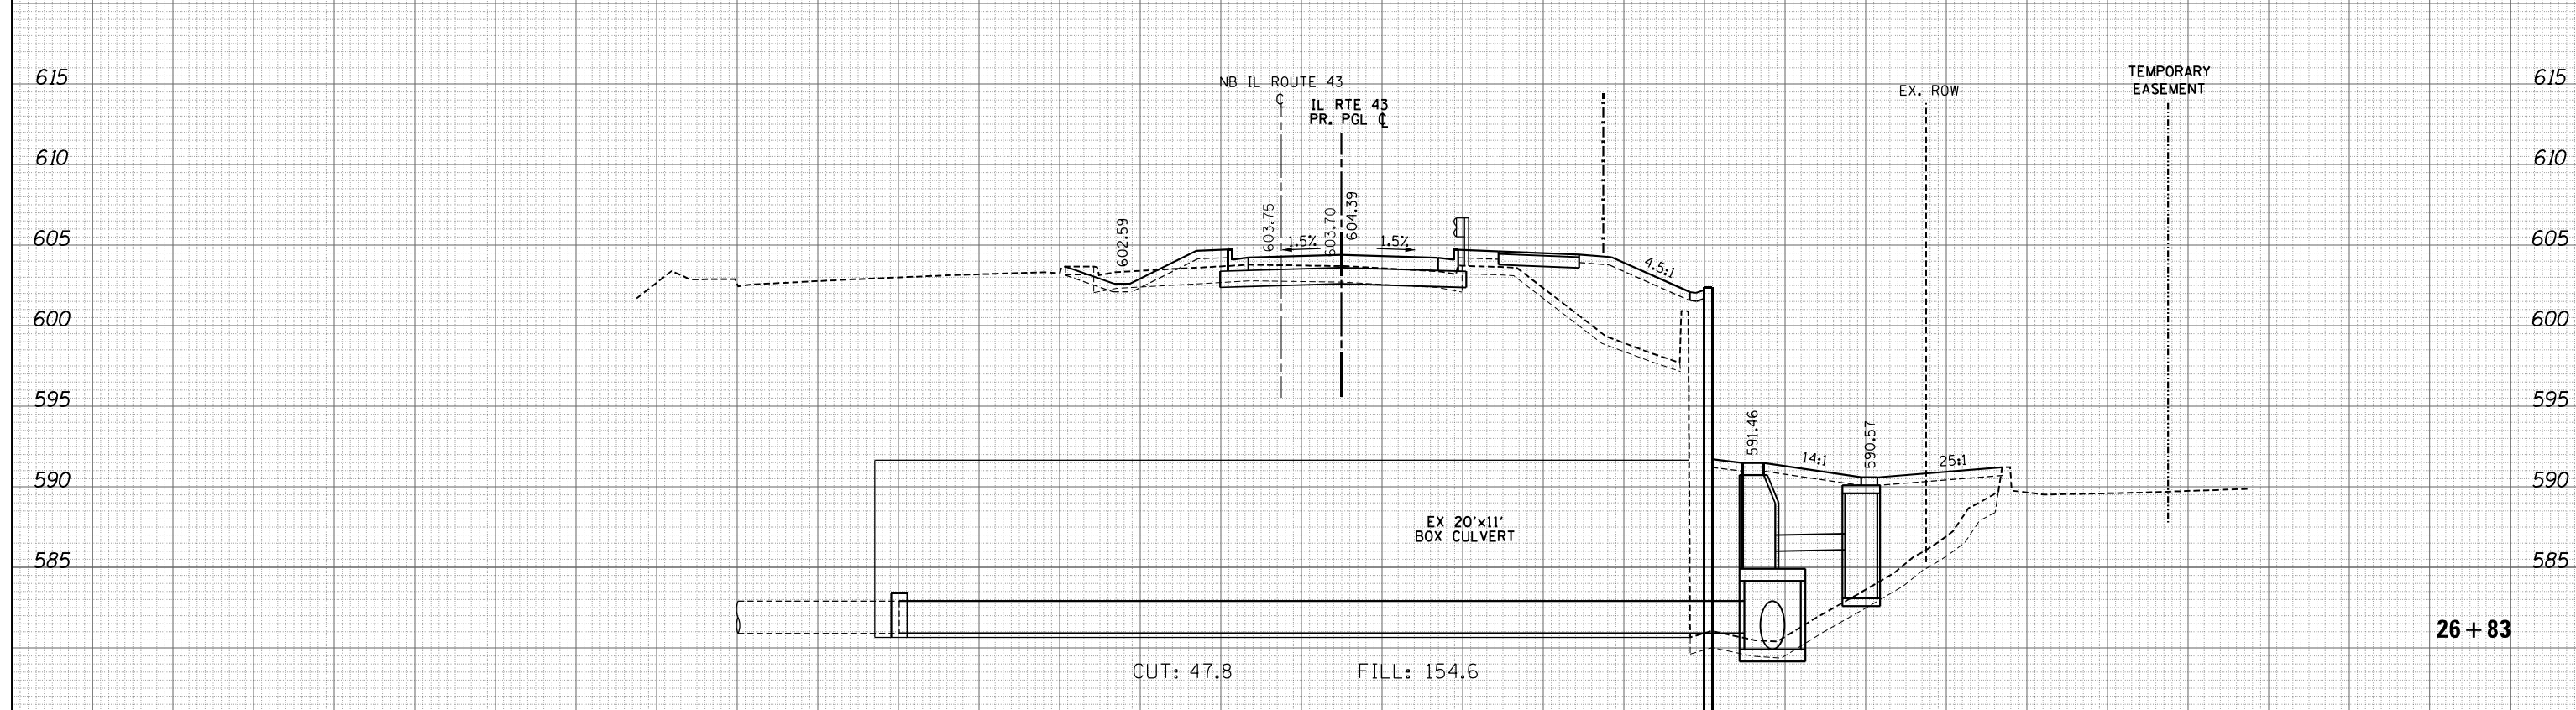 TEMPORARY
EASEMENT
615
NB IL ROUTE 43
EX. ROW
615
IL RTE 43
PR. PGL ℄
610
610
602.59
603.75
603.70
604.39
605
1.5%
1.5%
605
4.5:1
600
600
595
595
591.46
14:1
590.57
25:1
590
590
EX 20'x11'
BOX CULVERT
585
585
26+83
CUT: 47.8
FILL: 154.6